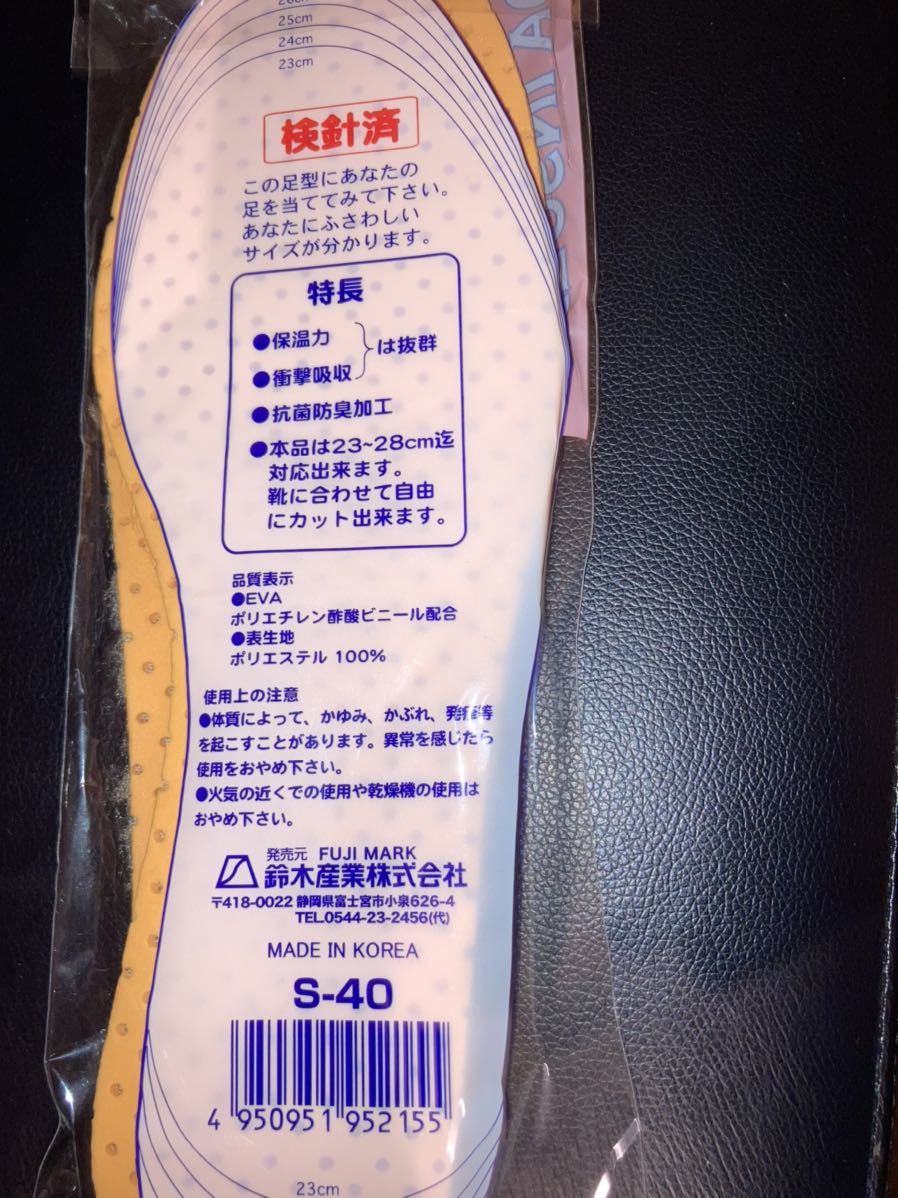 25cm
24cm
23cm
検針済
この足型にあなたの
足を当ててみて下さい。
あなたにふさわしい
サイズが分かります。
特長
●保温力
●衝撃吸収
は抜群
●抗菌防臭加工
●本品は23~28cm迄
対応出来ます。
靴に合わせて自由
にカット出来ます。
品質表示
●EVA
ポリエチレン酢酸ビニール配合
●表生地
ポリエステル 100%
使用上の注意
●体質によって、かゆみ、かぶれ、発疹等
を起こすことがあります。異常を感じたら
使用をおやめ下さい。
●火気の近くでの使用や乾燥機の使用は
おやめ下さい。
発売元 FUJI MARK
鈴木産業株式会社
〒418-0022 静岡県富士宮市小泉626-4
TEL.0544-23-2456(代)
MADE IN KOREA
S-40
4 950951 952155
23cm